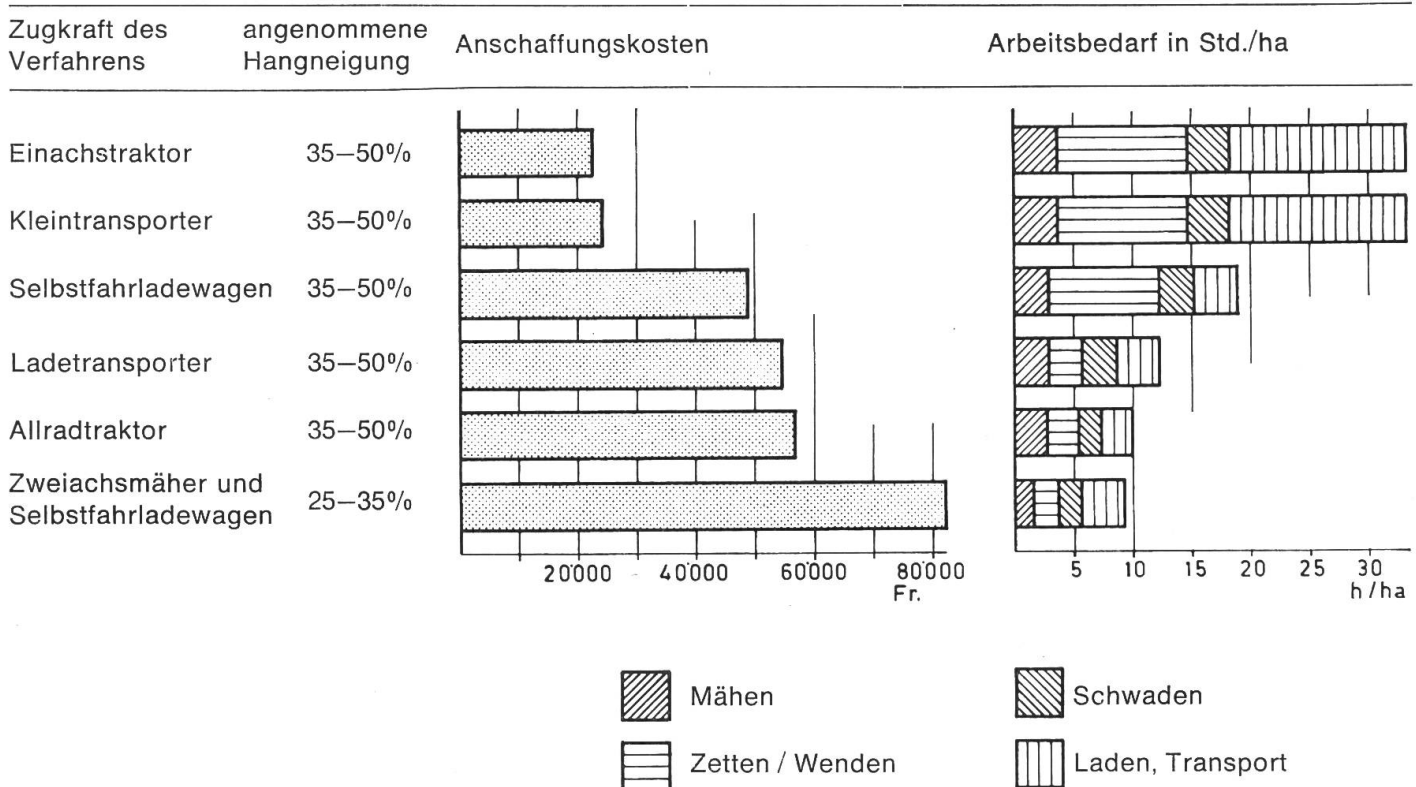 Zugkraft des Verfahrens
angenommene Hangneigung
Anschaffungskosten
Arbeitsbedarf in Std./ha
Einachstraktor 35—50%
Kleintransporter 35—50%
Selbstfahrladewagen 35—50%
Ladetransporter 35—50%
Allradtraktor 35—50%
Zweiachsmäher und
Selbstfahrladewagen 25—35%
20000 40000 60000 80000
Fr.
5 10 15 20 25 30
h/ha
Mähen
Schwaden
Zetten / Wenden
Laden, Transport